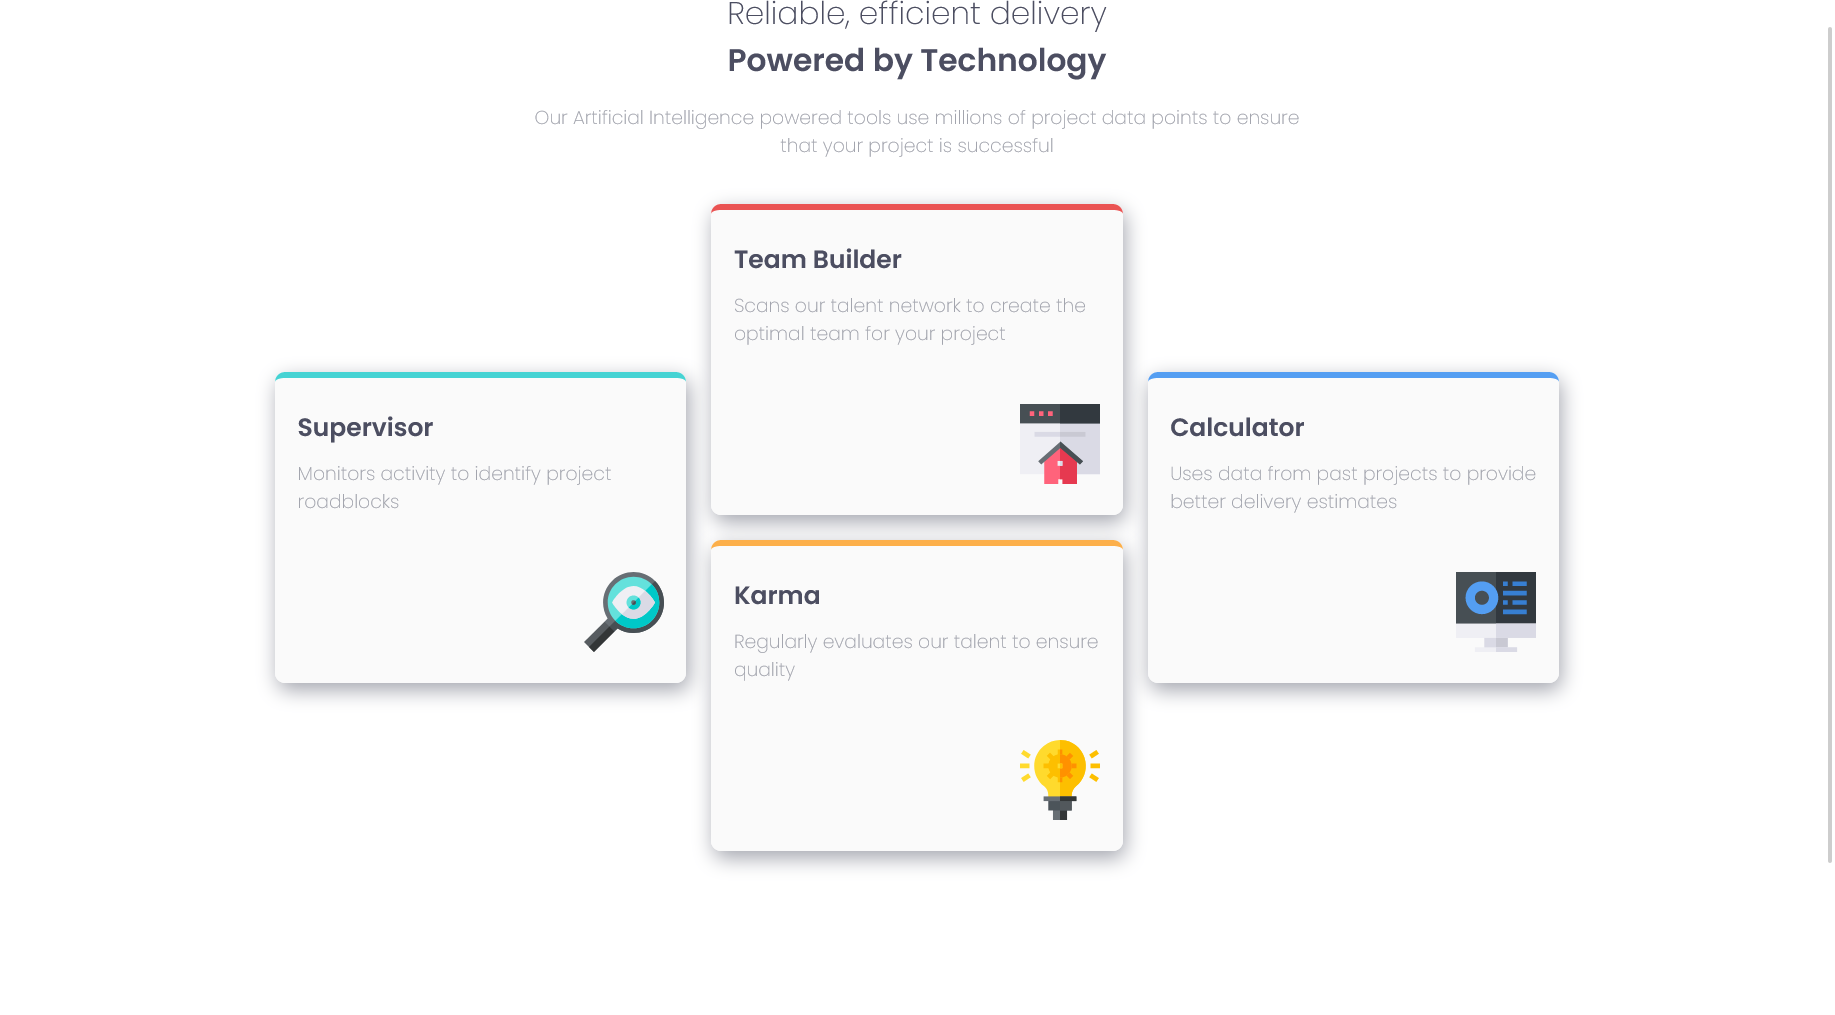 Reliable, efficient delivery
Powered by Technology
Our Artificial Intelligence powered tools use millions of project data points to ensure
that your project is successful
Team Builder
Scans our talent network to create the
optimal team for your project
Supervisor
Monitors activity to identify project
roadblocks
Calculator
Uses data from past projects to provide
better delivery estimates
Karma
Regularly evaluates our talent to ensure
quality